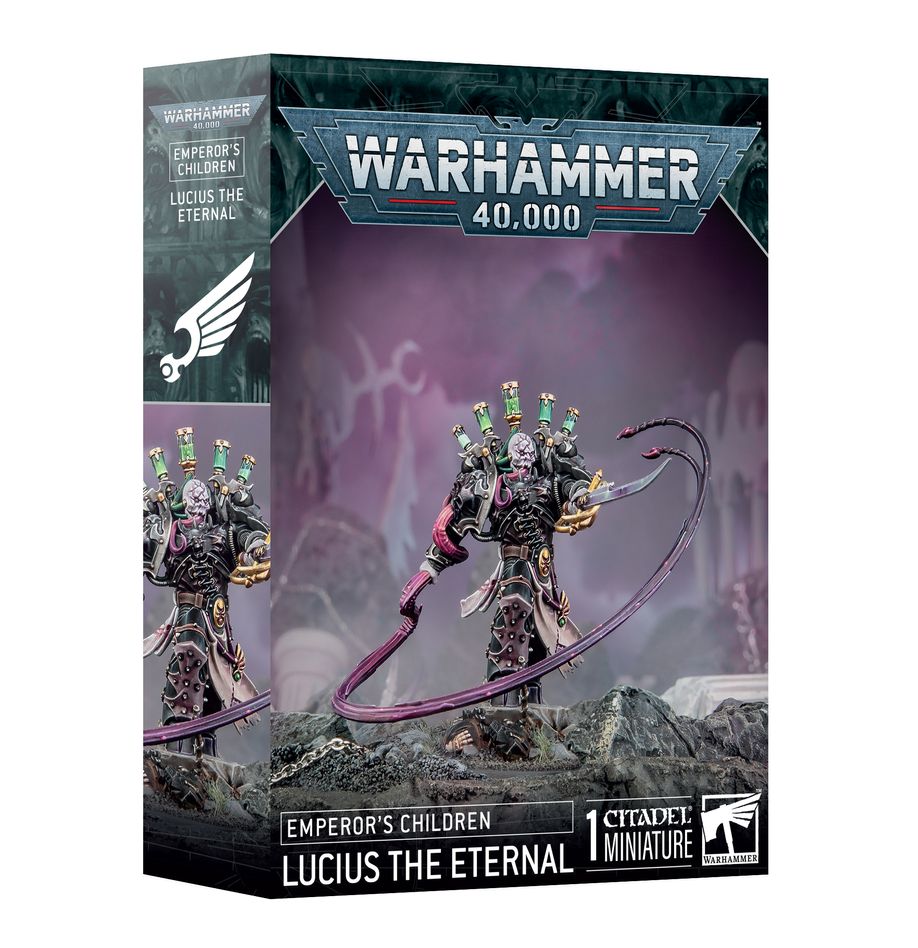 WARHAMMER
40,000
EMPEROR'S
CHILDREN
LUCIUS THE
ETERNAL
WARHAMMER
40,000
™
EMPEROR'S CHILDREN
LUCIUS THE ETERNAL
1 CITADEL®
MINIATURE
WARHAMMER